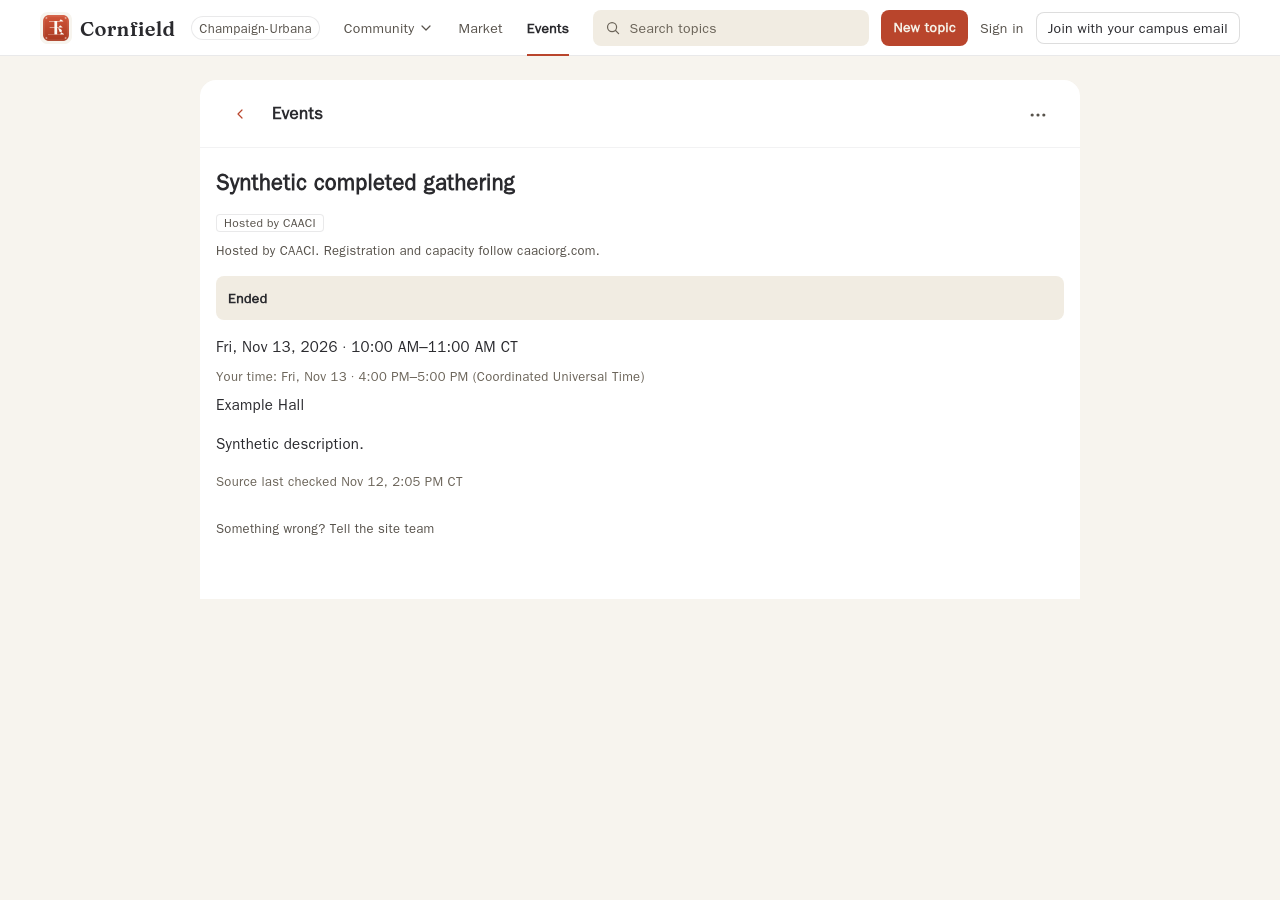 Cornfield
Champaign-Urbana
Community
Market
Events
Search topics
New topic
Sign in
Join with your campus email
Events
Synthetic completed gathering
Hosted by CAACI
Hosted by CAACI. Registration and capacity follow caaciorg.com.
Ended
Fri, Nov 13, 2026 · 10:00 AM–11:00 AM CT
Your time: Fri, Nov 13 · 4:00 PM–5:00 PM (Coordinated Universal Time)
Example Hall
Synthetic description.
Source last checked Nov 12, 2:05 PM CT
Something wrong? Tell the site team